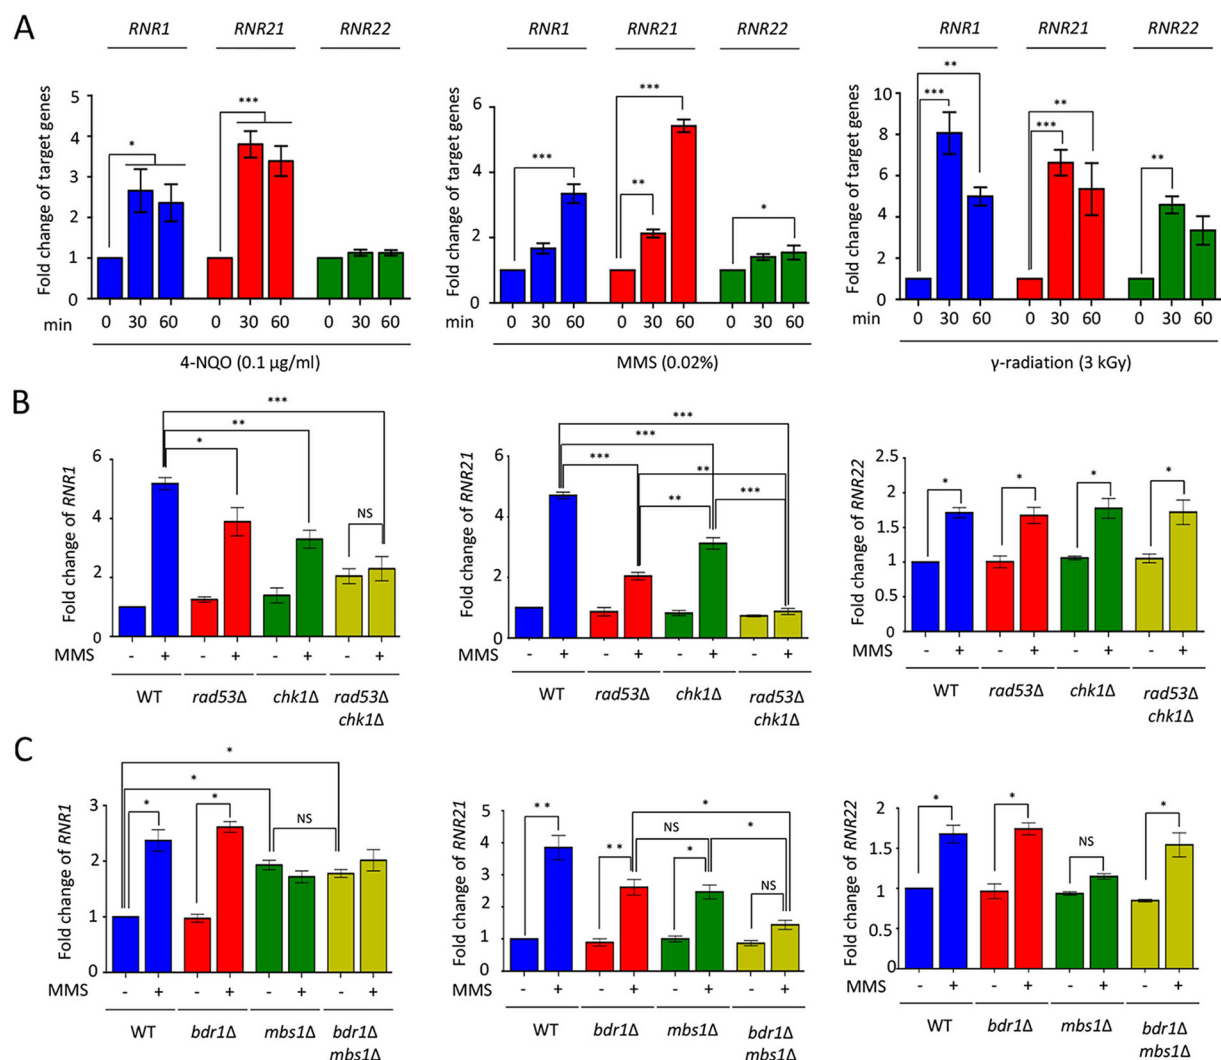 A
RNR1 RNR21 RNR22
Fold change of target genes
5
4
3
2
1
0
*
***
min 0 30 60 0 30 60 0 30 60
4-NQO (0.1 µg/ml)
RNR1 RNR21 RNR22
Fold change of target genes
6
4
2
0
***
**
***
*
0 30 60 0 30 60 0 30 60
MMS (0.02%)
RNR1 RNR21 RNR22
Fold change of target genes
10
8
6
4
2
0
**
***
**
***
**
0 30 60 0 30 60 0 30 60
γ-radiation (3 kGy)
B
Fold change of RNR1
6
4
2
0
***
**
*
NS
MMS - + - + - + - +
WT rad53Δ chk1Δ rad53Δ chk1Δ
Fold change of RNR21
6
4
2
0
***
***
***
**
**
***
MMS - + - + - + - +
WT rad53Δ chk1Δ rad53Δ chk1Δ
Fold change of RNR22
2.5
2
1.5
1
0.5
0
* * * *
MMS - + - + - + - +
WT rad53Δ chk1Δ rad53Δ chk1Δ
C
Fold change of RNR1
3
2
1
0
*
*
* *
NS
MMS - + - + - + - +
WT bdr1Δ mbs1Δ bdr1Δ mbs1Δ
Fold change of RNR21
5
4
3
2
1
0
**
*
NS *
** *
NS
MMS - + - + - + - +
WT bdr1Δ mbs1Δ bdr1Δ mbs1Δ
Fold change of RNR22
2
1.5
1
0.5
0
* * NS *
MMS - + - + - + - +
WT bdr1Δ mbs1Δ bdr1Δ mbs1Δ